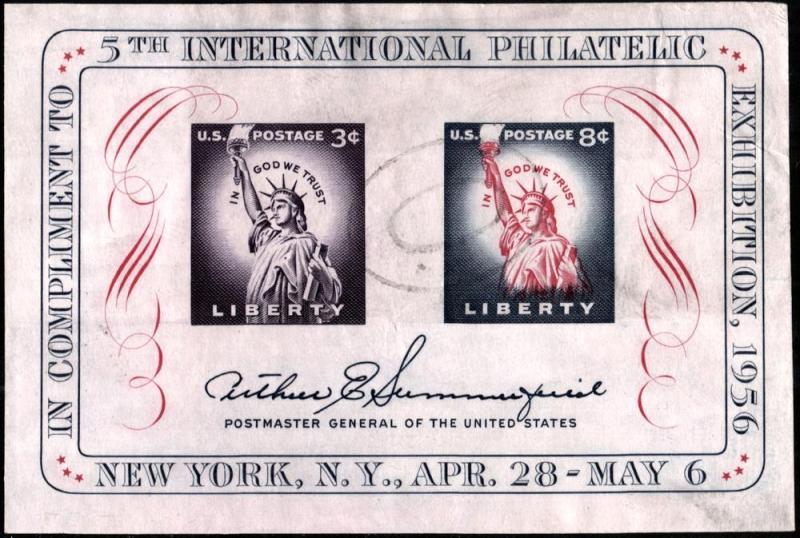 IN COMPLIMENT TO
5TH INTERNATIONAL PHILATELIC
EXHIBITION, 1956
U.S. POSTAGE 3¢
IN GOD WE TRUST
LIBERTY
U.S. POSTAGE 8¢
IN GOD WE TRUST
LIBERTY
Arthur E Summerfield
POSTMASTER GENERAL OF THE UNITED STATES
NEW YORK, N.Y., APR. 28 - MAY 6